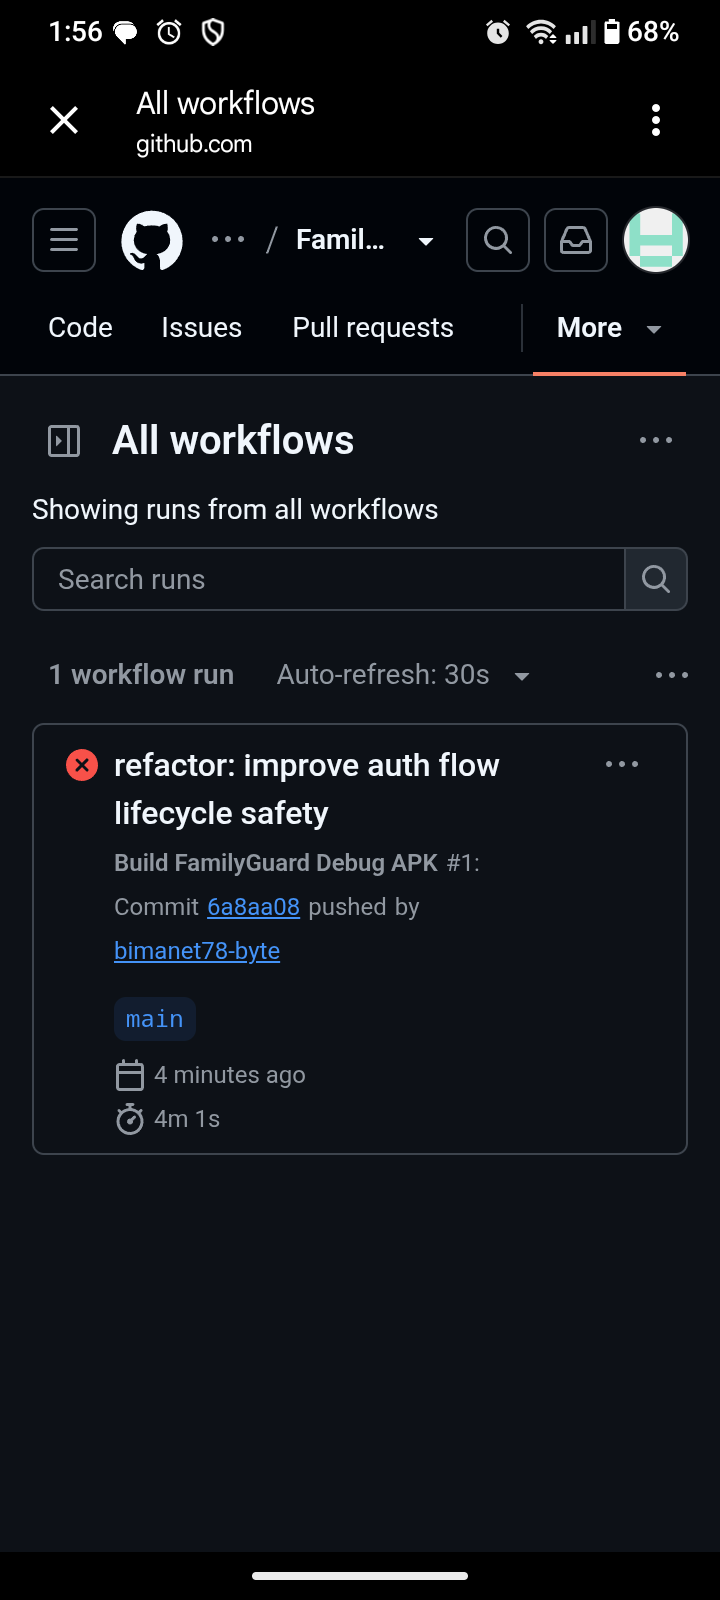 1:56
68%
All workflows
github.com
/ Famil...
Code Issues Pull requests More
All workflows
Showing runs from all workflows
Search runs
1 workflow run Auto-refresh: 30s
refactor: improve auth flow
lifecycle safety
Build FamilyGuard Debug APK #1:
Commit 6a8aa08 pushed by
bimanet78-byte
main
4 minutes ago
4m 1s